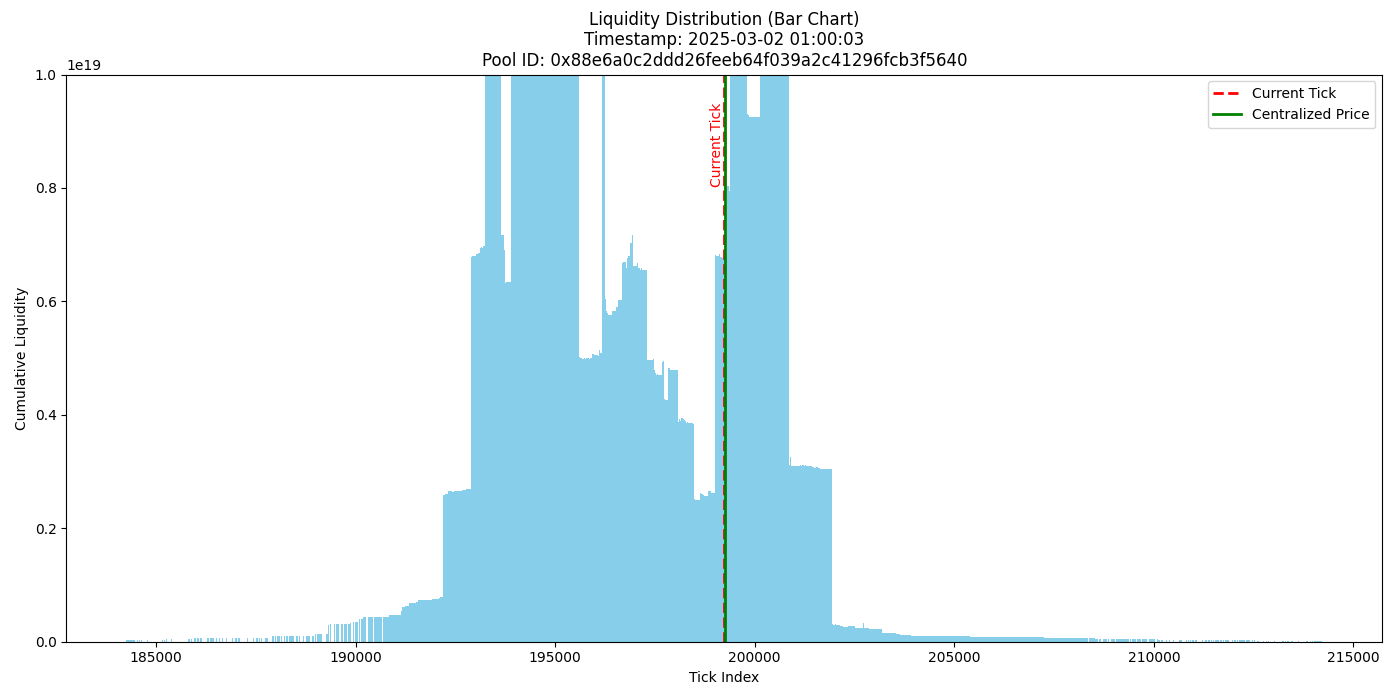 Liquidity Distribution (Bar Chart)
Timestamp: 2025-03-02 01:00:03
Pool ID: 0x88e6a0c2ddd26feeb64f039a2c41296fcb3f5640
1e19
1.0
0.8
0.6
0.4
0.2
0.0
Cumulative Liquidity
Current Tick
Current Tick
Centralized Price
185000
190000
195000
200000
205000
210000
215000
Tick Index